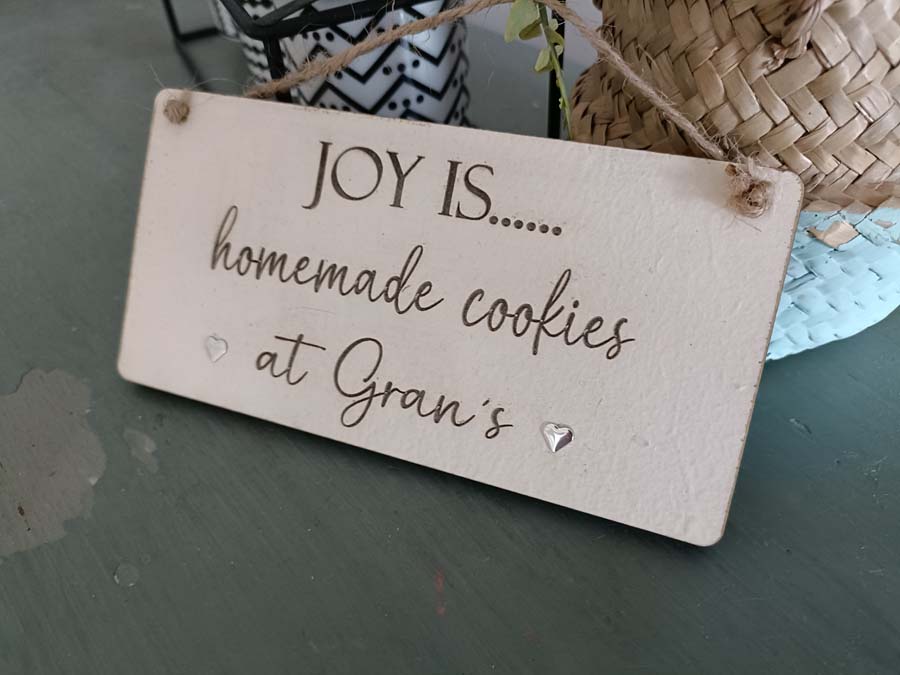 JOY IS......
homemade cookies
at Gran's